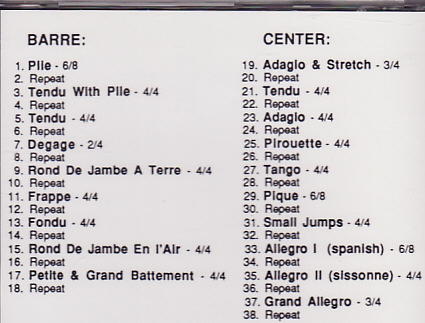 BARRE:
1. Plie - 6/8
2. Repeat
3. Tendu With Plie - 4/4
4. Repeat
5. Tendu - 4/4
6. Repeat
7. Degage - 2/4
8. Repeat
9. Rond De Jambe A Terre - 4/4
10. Repeat
11. Frappe - 4/4
12. Repeat
13. Fondu - 4/4
14. Repeat
15. Rond De Jambe En l'Air - 4/4
16. Repeat
17. Petite & Grand Battement - 4/4
18. Repeat
CENTER:
19. Adagio & Stretch - 3/4
20. Repeat
21. Tendu - 4/4
22. Repeat
23. Adagio - 4/4
24. Repeat
25. Pirouette - 4/4
26. Repeat
27. Tango - 4/4
28. Repeat
29. Pique - 6/8
30. Repeat
31. Small Jumps - 4/4
32. Repeat
33. Allegro I (spanish) - 6/8
34. Repeat
35. Allegro II (sissonne) - 4/4
36. Repeat
37. Grand Allegro - 3/4
38. Repeat